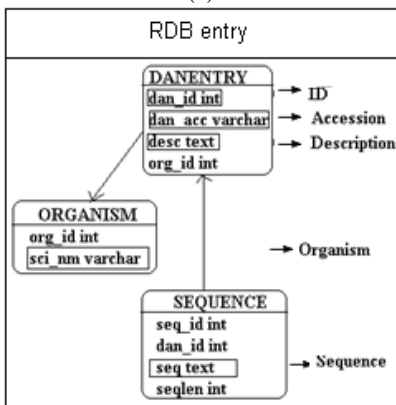 RDB entry
DANENTRY
dan_id int
ID
dan_acc varchar
Accession
desc text
Description
org_id int
ORGANISM
org_id int
sci_nm varchar
Organism
SEQUENCE
seq_id int
dan_id int
seq text
Sequence
seqlen int